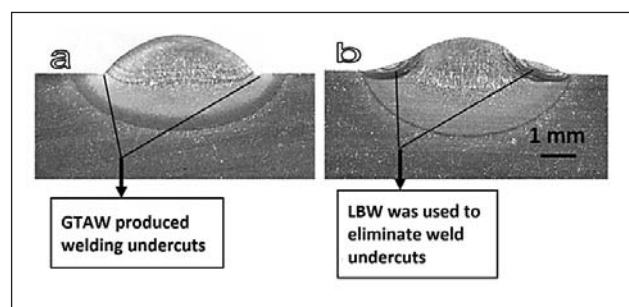 a
b
1 mm
GTAW produced
welding undercuts
LBW was used to
eliminate weld
undercuts